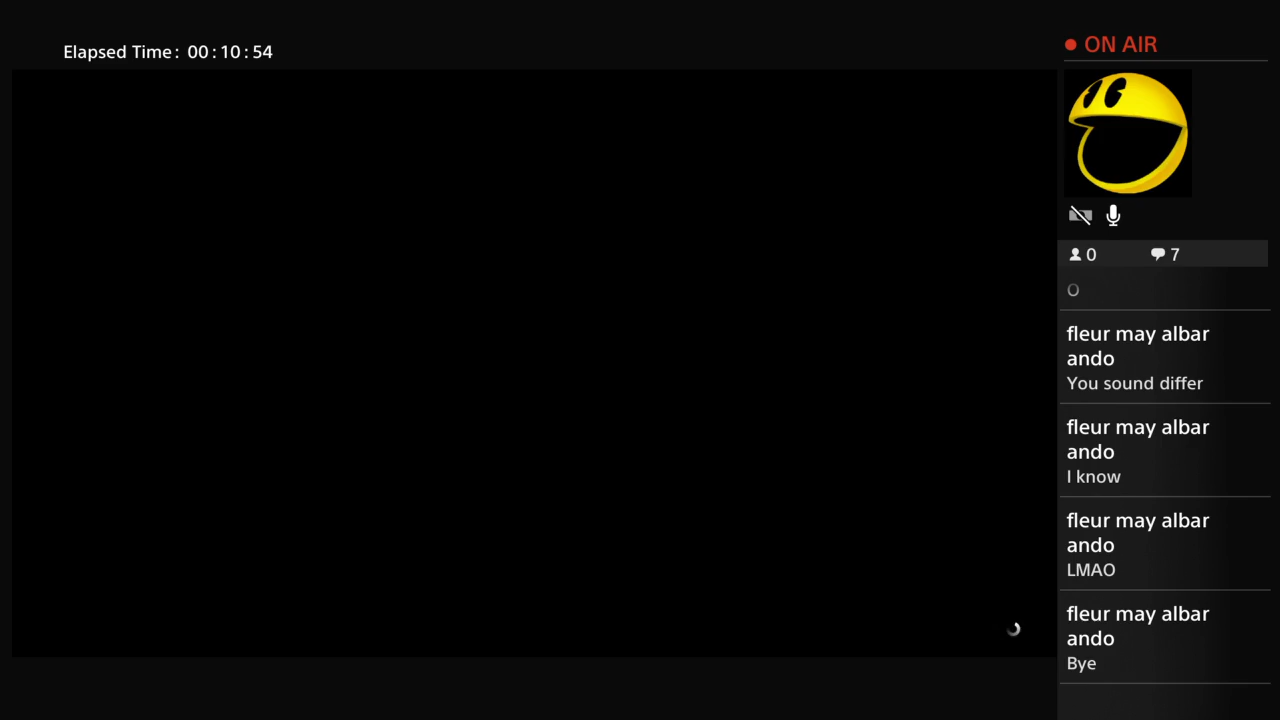 Elapsed Time: 00:10:54
ON AIR
0 7
O
fleur may albar
ando
You sound differ
fleur may albar
ando
I know
fleur may albar
ando
LMAO
fleur may albar
ando
Bye